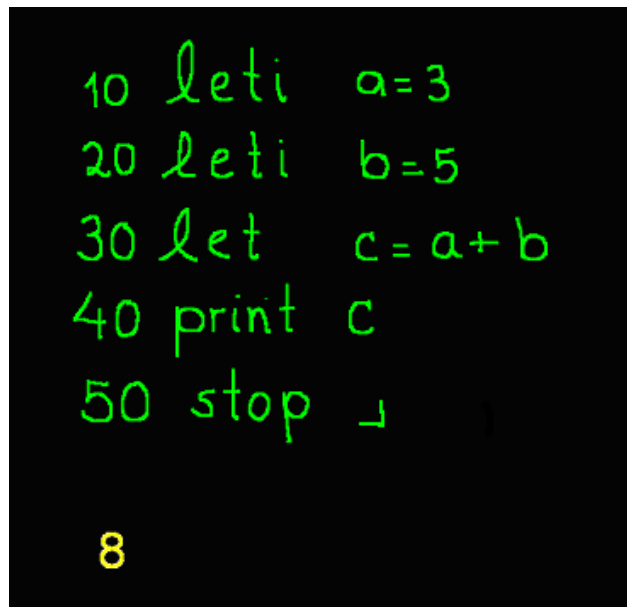 10 leti a=3
20 leti b=5
30 let c=a+b
40 print c
50 stop ┘
8